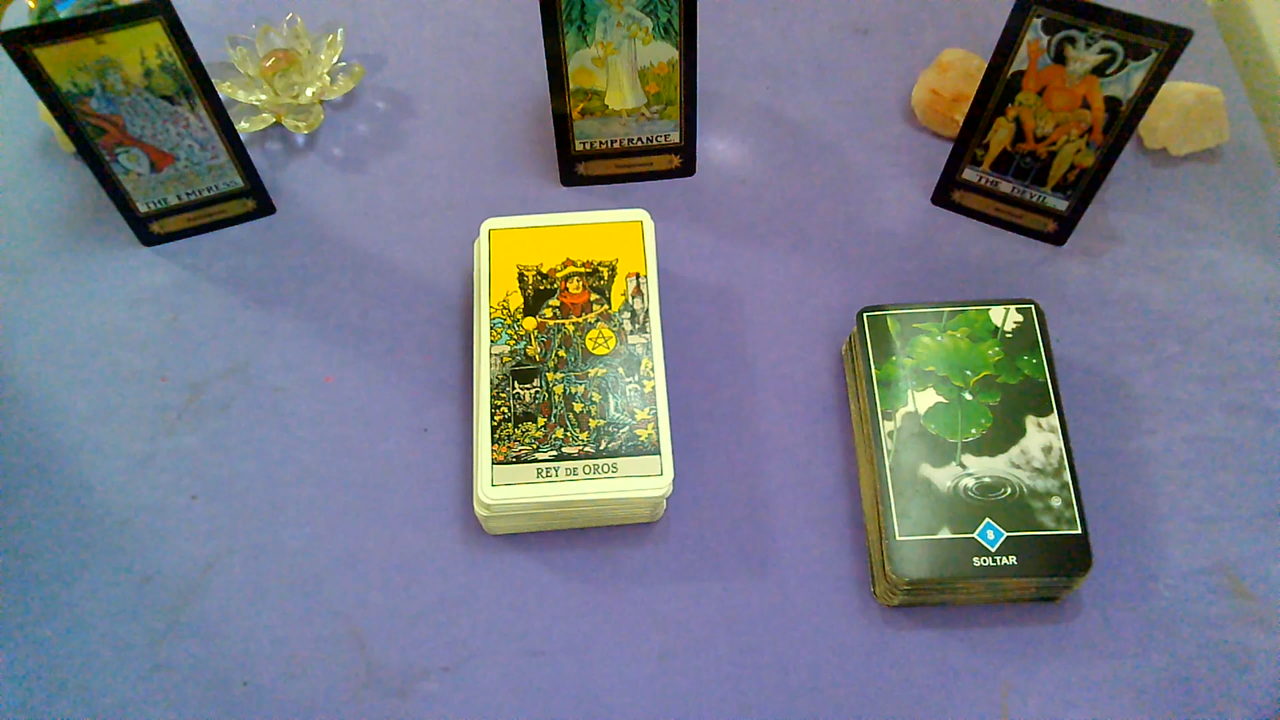 THE EMPRESS
TEMPERANCE
THE DEVIL
REY DE OROS
8
SOLTAR